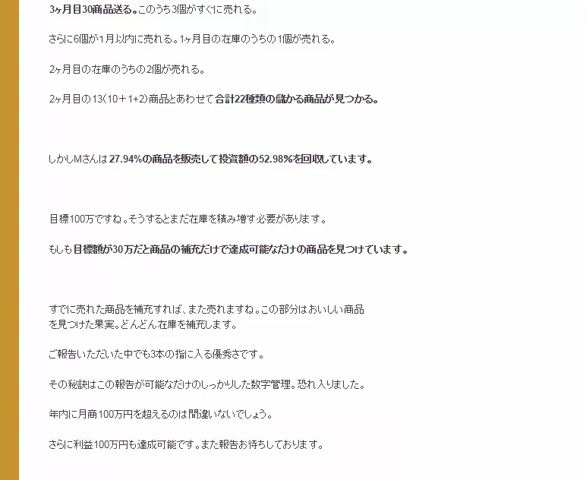 3ヶ月目30商品送る。このうち3個がすぐに売れる。
さらに6個が1月以内に売れる。1ヶ月目の在庫のうちの1個が売れる。
2ヶ月目の在庫のうちの2個が売れる。
2ヶ月目の13（10＋1+2）商品とあわせて合計22種類の儲かる商品が見つかる。
しかしMさんは27.94%の商品を販売して投資額の52.98%を回収しています。
目標100万ですね。そうするとまだ在庫を積み増す必要があります。
もしも目標額が30万だと商品の補充だけで達成可能なだけの商品を見つけています。
すでに売れた商品を補充すれば、また売れますね。この部分はおいしい商品
を見つけた果実。どんどん在庫を補充します。
ご報告いただいた中でも3本の指に入る優秀さです。
その秘訣はこの報告が可能なだけのしっかりした数字管理。恐れ入りました。
年内に月商100万円を超えるのは間違いないでしょう。
さらに利益100万円も達成可能です。また報告お待ちしております。